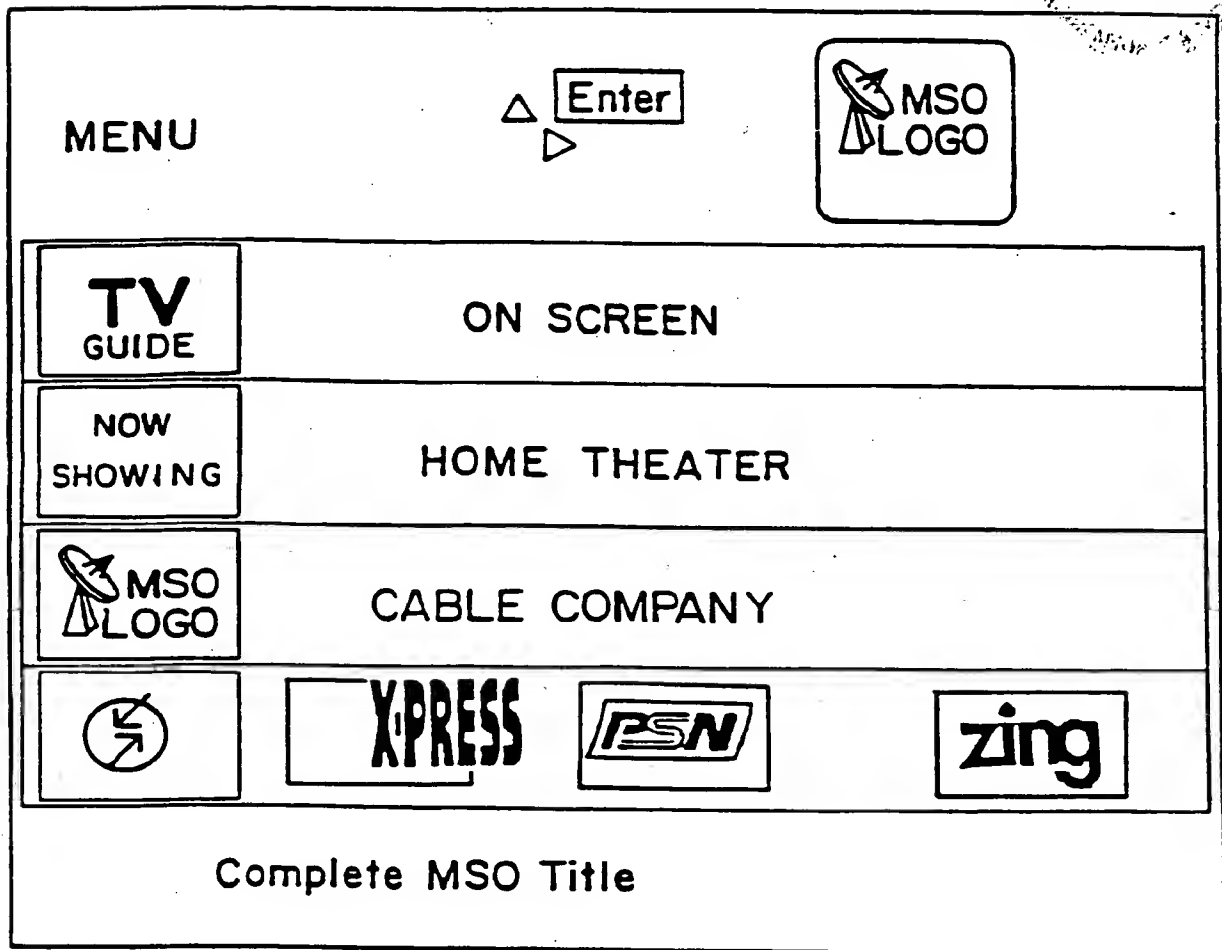 MENU
Enter
MSO
LOGO
TV
GUIDE
ON SCREEN
NOW
SHOWING
HOME THEATER
MSO
LOGO
CABLE COMPANY
X·PRESS
PSN
zing
Complete MSO Title